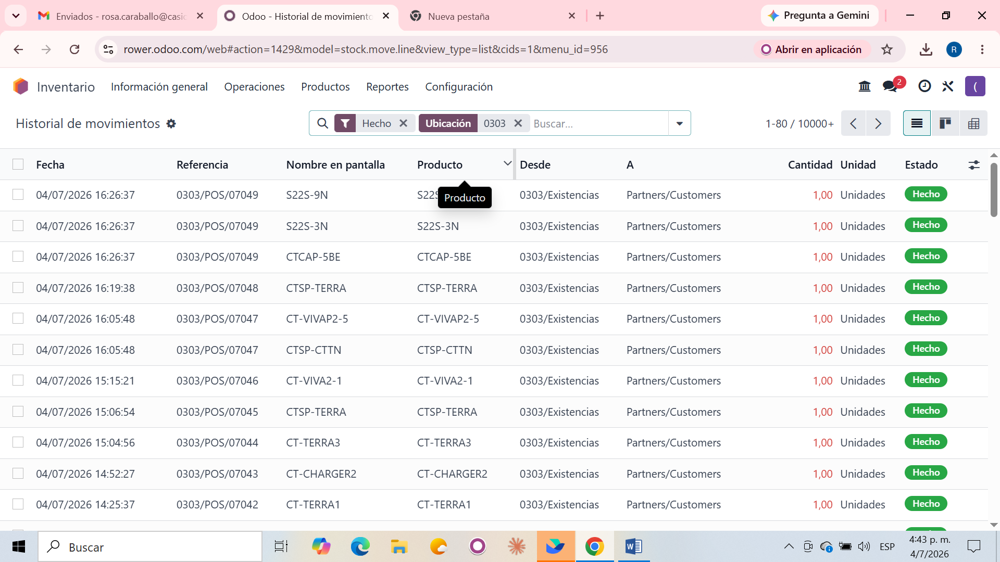 Enviados - rosa.caraballo@casio
Odoo - Historial de movimiento
Nueva pestaña
Pregunta a Gemini
rower.odoo.com/web#action=1429&model=stock.move.line&view_type=list&cids=1&menu_id=956
Abrir en aplicación
R
Inventario
Información general
Operaciones
Productos
Reportes
Configuración
2
(
Historial de movimientos
Hecho
Ubicación 0303
Buscar...
1-80 / 10000+
Fecha Referencia Nombre en pantalla Producto Desde A Cantidad Unidad Estado
04/07/2026 16:26:37 0303/POS/07049 S22S-9N S22S 0303/Existencias Partners/Customers 1,00 Unidades Hecho
Producto
04/07/2026 16:26:37 0303/POS/07049 S22S-3N S22S-3N 0303/Existencias Partners/Customers 1,00 Unidades Hecho
04/07/2026 16:26:37 0303/POS/07049 CTCAP-5BE CTCAP-5BE 0303/Existencias Partners/Customers 1,00 Unidades Hecho
04/07/2026 16:19:38 0303/POS/07048 CTSP-TERRA CTSP-TERRA 0303/Existencias Partners/Customers 1,00 Unidades Hecho
04/07/2026 16:05:48 0303/POS/07047 CT-VIVAP2-5 CT-VIVAP2-5 0303/Existencias Partners/Customers 1,00 Unidades Hecho
04/07/2026 16:05:48 0303/POS/07047 CTSP-CTTN CTSP-CTTN 0303/Existencias Partners/Customers 1,00 Unidades Hecho
04/07/2026 15:15:21 0303/POS/07046 CT-VIVA2-1 CT-VIVA2-1 0303/Existencias Partners/Customers 1,00 Unidades Hecho
04/07/2026 15:06:54 0303/POS/07045 CTSP-TERRA CTSP-TERRA 0303/Existencias Partners/Customers 1,00 Unidades Hecho
04/07/2026 15:04:56 0303/POS/07044 CT-TERRA3 CT-TERRA3 0303/Existencias Partners/Customers 1,00 Unidades Hecho
04/07/2026 14:52:27 0303/POS/07043 CT-CHARGER2 CT-CHARGER2 0303/Existencias Partners/Customers 1,00 Unidades Hecho
04/07/2026 14:25:37 0303/POS/07042 CT-TERRA1 CT-TERRA1 0303/Existencias Partners/Customers 1,00 Unidades Hecho
Buscar
ESP
4:43 p. m.
4/7/2026